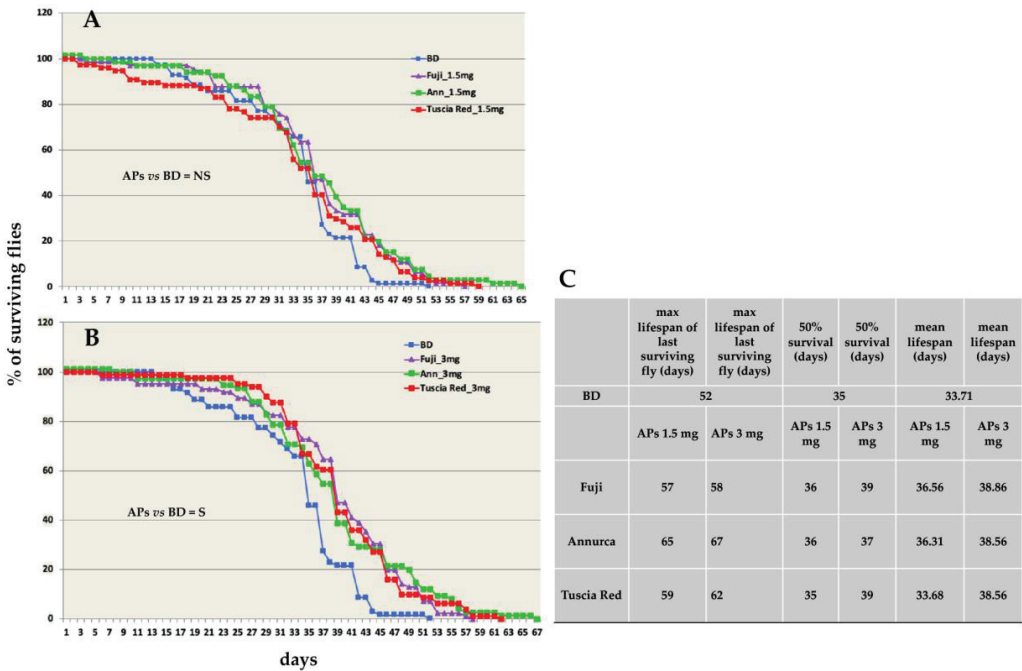 A
% of surviving flies
120
100
80
60
40
20
0
BD
Fuji_1.5mg
Ann_1.5mg
Tuscia Red_1.5mg
APs vs BD = NS
1 3 5 7 9 11 13 15 17 19 21 23 25 27 29 31 33 35 37 39 41 43 45 47 49 51 53 55 57 59 61 63 65
B
120
100
80
60
40
20
0
BD
Fuji_3mg
Ann_3mg
Tuscia Red_3mg
APs vs BD = S
1 3 5 7 9 11 13 15 17 19 21 23 25 27 29 31 33 35 37 39 41 43 45 47 49 51 53 55 57 59 61 63 65 67
days
C
max max
lifespan of lifespan of 50% 50% mean mean
last last survival survival lifespan lifespan
surviving surviving (days) (days) (days) (days)
fly (days) fly (days)
BD 52 35 33.71
APs 1.5 mg APs 3 mg APs 1.5 mg APs 3 mg APs 1.5 mg APs 3 mg
Fuji 57 58 36 39 36.56 38.86
Annurca 65 67 36 37 36.31 38.56
Tuscia Red 59 62 35 39 33.68 38.56